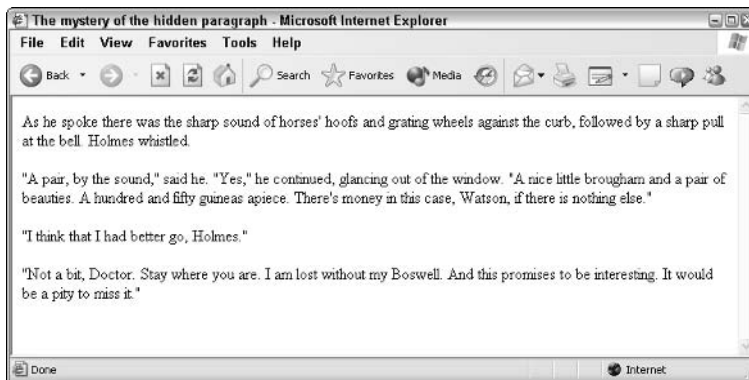 The mystery of the hidden paragraph - Microsoft Internet Explorer
File Edit View Favorites Tools Help
Back Search Favorites Media
As he spoke there was the sharp sound of horses' hoofs and grating wheels against the curb, followed by a sharp pull
at the bell. Holmes whistled.
"A pair, by the sound," said he. "Yes," he continued, glancing out of the window. "A nice little brougham and a pair of
beauties. A hundred and fifty guineas apiece. There's money in this case, Watson, if there is nothing else."
"I think that I had better go, Holmes."
"Not a bit, Doctor. Stay where you are. I am lost without my Boswell. And this promises to be interesting. It would
be a pity to miss it."
Done Internet